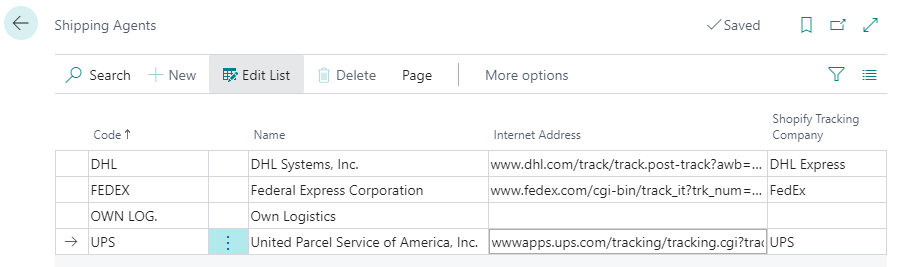 Shipping Agents
Saved
Search New Edit List Delete Page More options
Code Name Internet Address Shopify Tracking Company
DHL DHL Systems, Inc. www.dhl.com/track/track.post-track?awb=... DHL Express
FEDEX Federal Express Corporation www.fedex.com/cgi-bin/track_it?trk_num=... FedEx
OWN LOG. Own Logistics
UPS United Parcel Service of America, Inc. wwwapps.ups.com/tracking/tracking.cgi?trac UPS